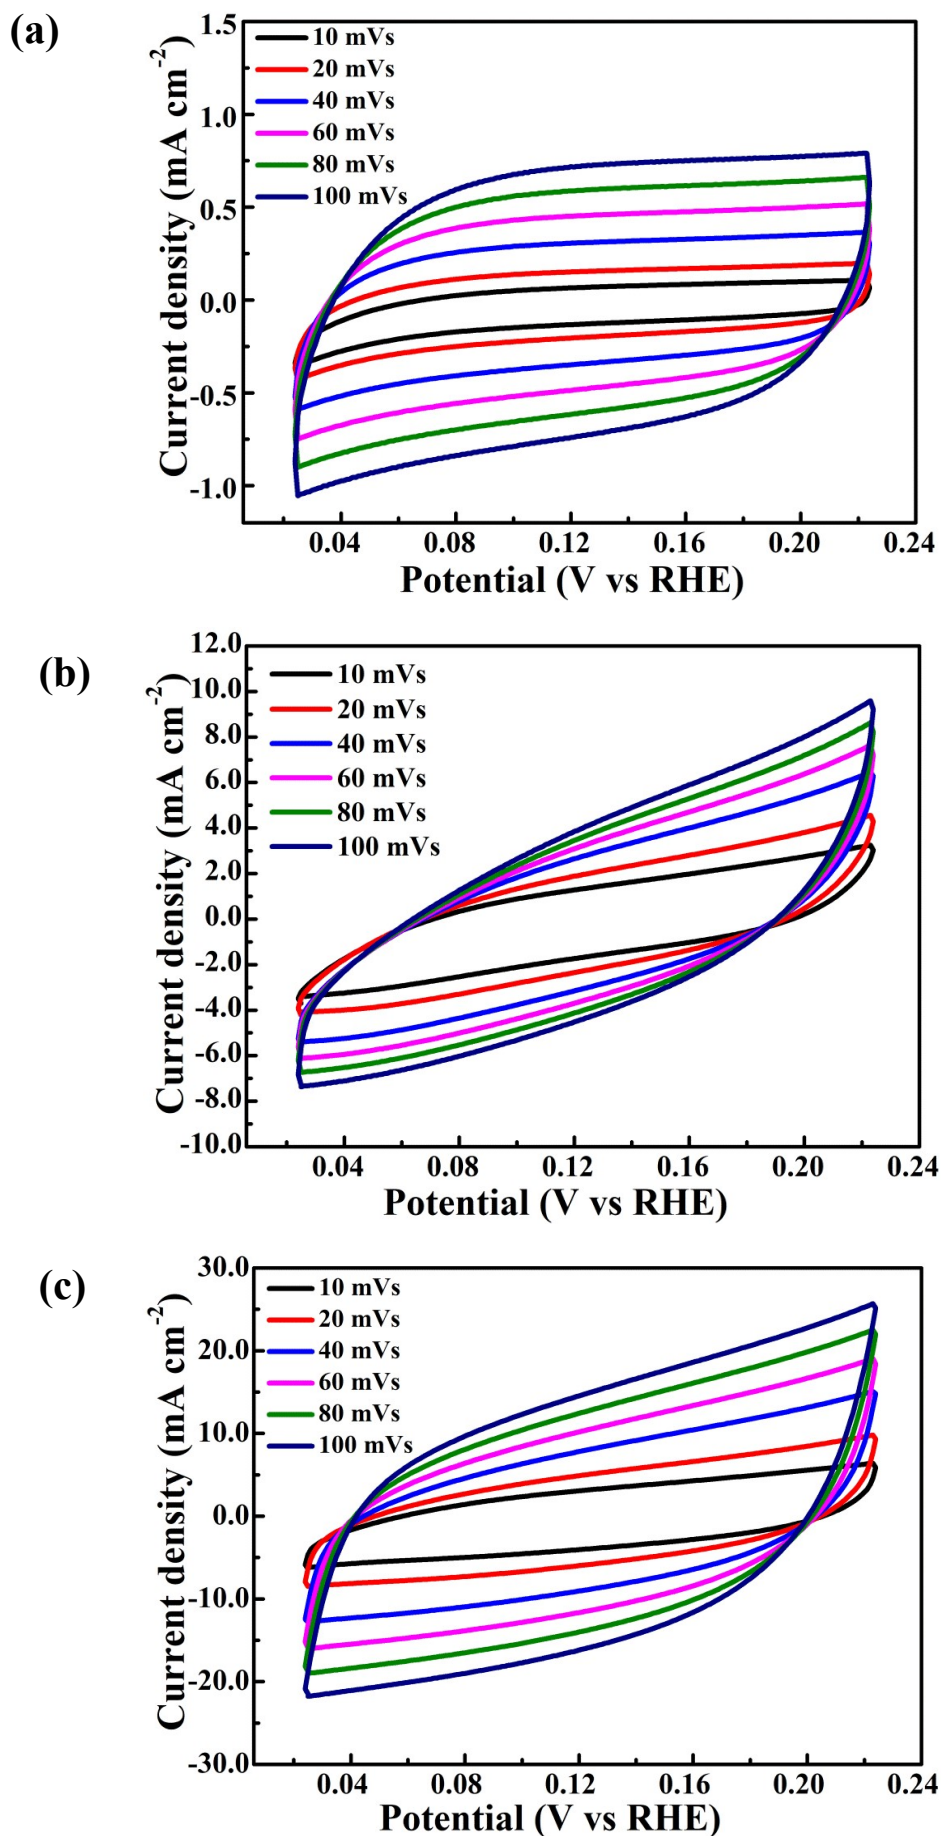 (a)
Current density (mA cm-2)
1.5
1.0
0.5
0.0
-0.5
-1.0
10 mVs
20 mVs
40 mVs
60 mVs
80 mVs
100 mVs
0.04 0.08 0.12 0.16 0.20 0.24
Potential (V vs RHE)
(b)
Current density (mA cm-2)
12.0
10.0
8.0
6.0
4.0
2.0
0.0
-2.0
-4.0
-6.0
-8.0
-10.0
10 mVs
20 mVs
40 mVs
60 mVs
80 mVs
100 mVs
0.04 0.08 0.12 0.16 0.20 0.24
Potential (V vs RHE)
(c)
Current density (mA cm-2)
30.0
20.0
10.0
0.0
-10.0
-20.0
-30.0
10 mVs
20 mVs
40 mVs
60 mVs
80 mVs
100 mVs
0.04 0.08 0.12 0.16 0.20 0.24
Potential (V vs RHE)